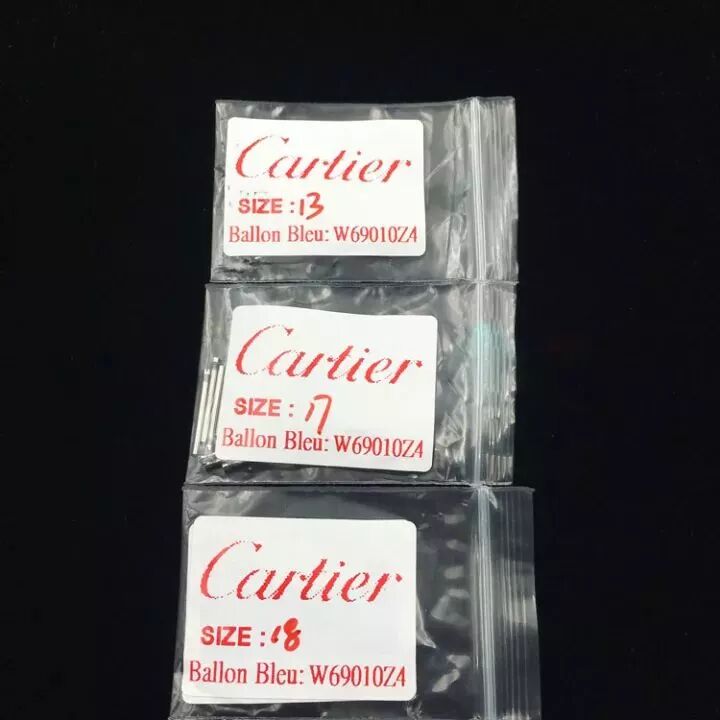 Cartier
SIZE : 13
Ballon Bleu: W69010Z4
Cartier
SIZE : 17
Ballon Bleu: W69010Z4
Cartier
SIZE : 18
Ballon Bleu: W69010Z4